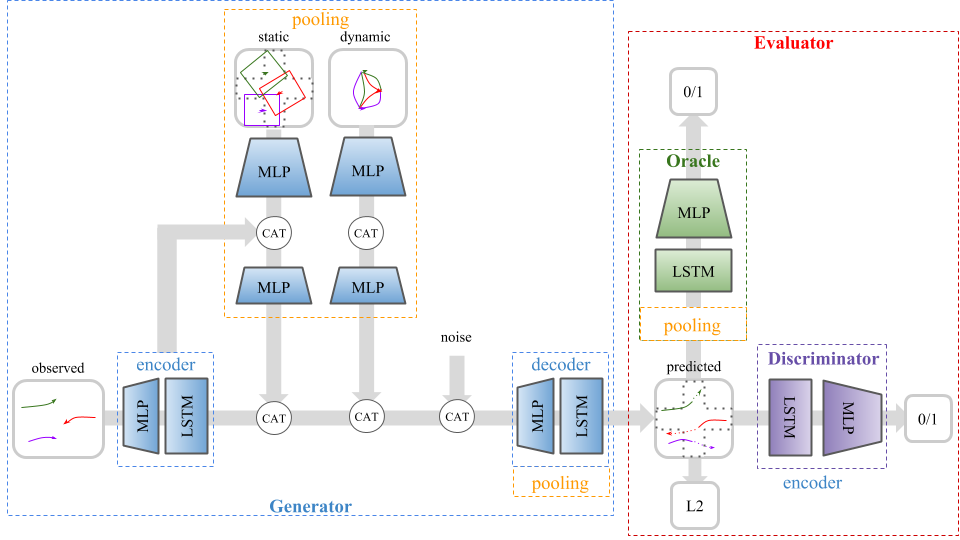 pooling
static
dynamic
MLP
MLP
CAT
CAT
MLP
MLP
observed
encoder
MLP
LSTM
CAT
CAT
noise
CAT
decoder
MLP
LSTM
pooling
Generator
Evaluator
0/1
Oracle
MLP
LSTM
pooling
predicted
L2
Discriminator
LSTM
MLP
encoder
0/1